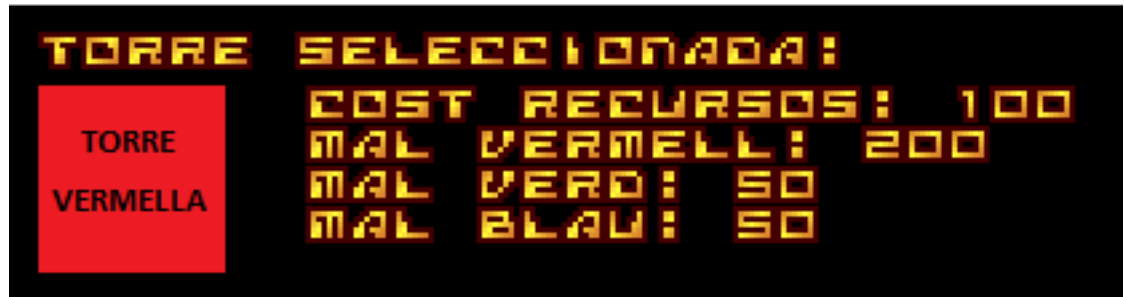 TORRE SELECCIONADA:
TORRE
VERMELLA
COST RECURSOS: 100
MAL VERMELL: 200
MAL VERD: 50
MAL BLAU: 50